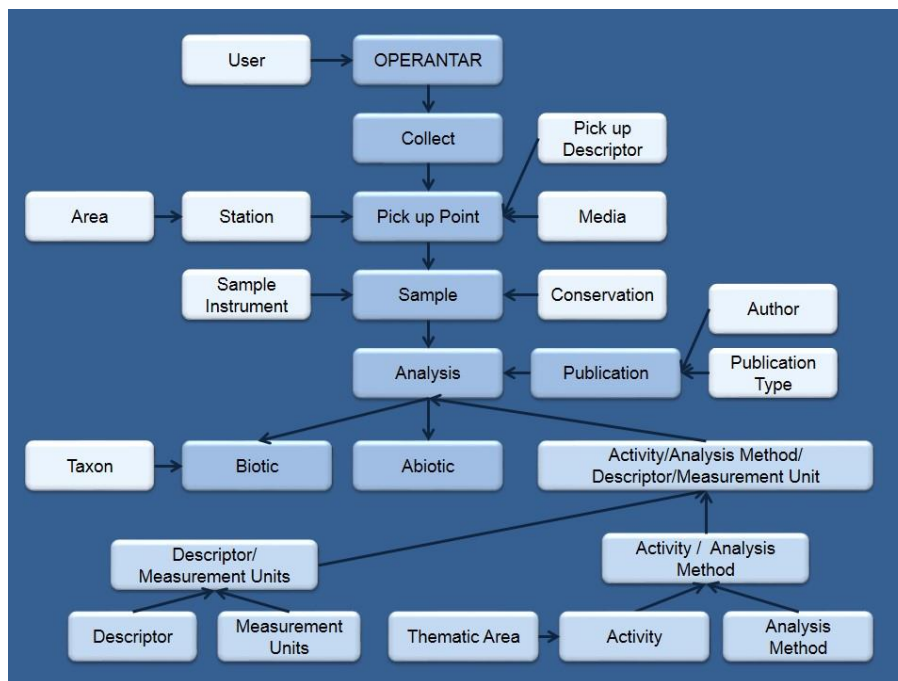 User
OPERANTAR
Collect
Pick up
Descriptor
Area
Station
Pick up Point
Media
Sample
Instrument
Sample
Conservation
Author
Analysis
Publication
Publication
Type
Taxon
Biotic
Abiotic
Activity/Analysis Method/
Descriptor/Measurement Unit
Descriptor/
Measurement Units
Activity / Analysis
Method
Descriptor
Measurement
Units
Thematic Area
Activity
Analysis
Method